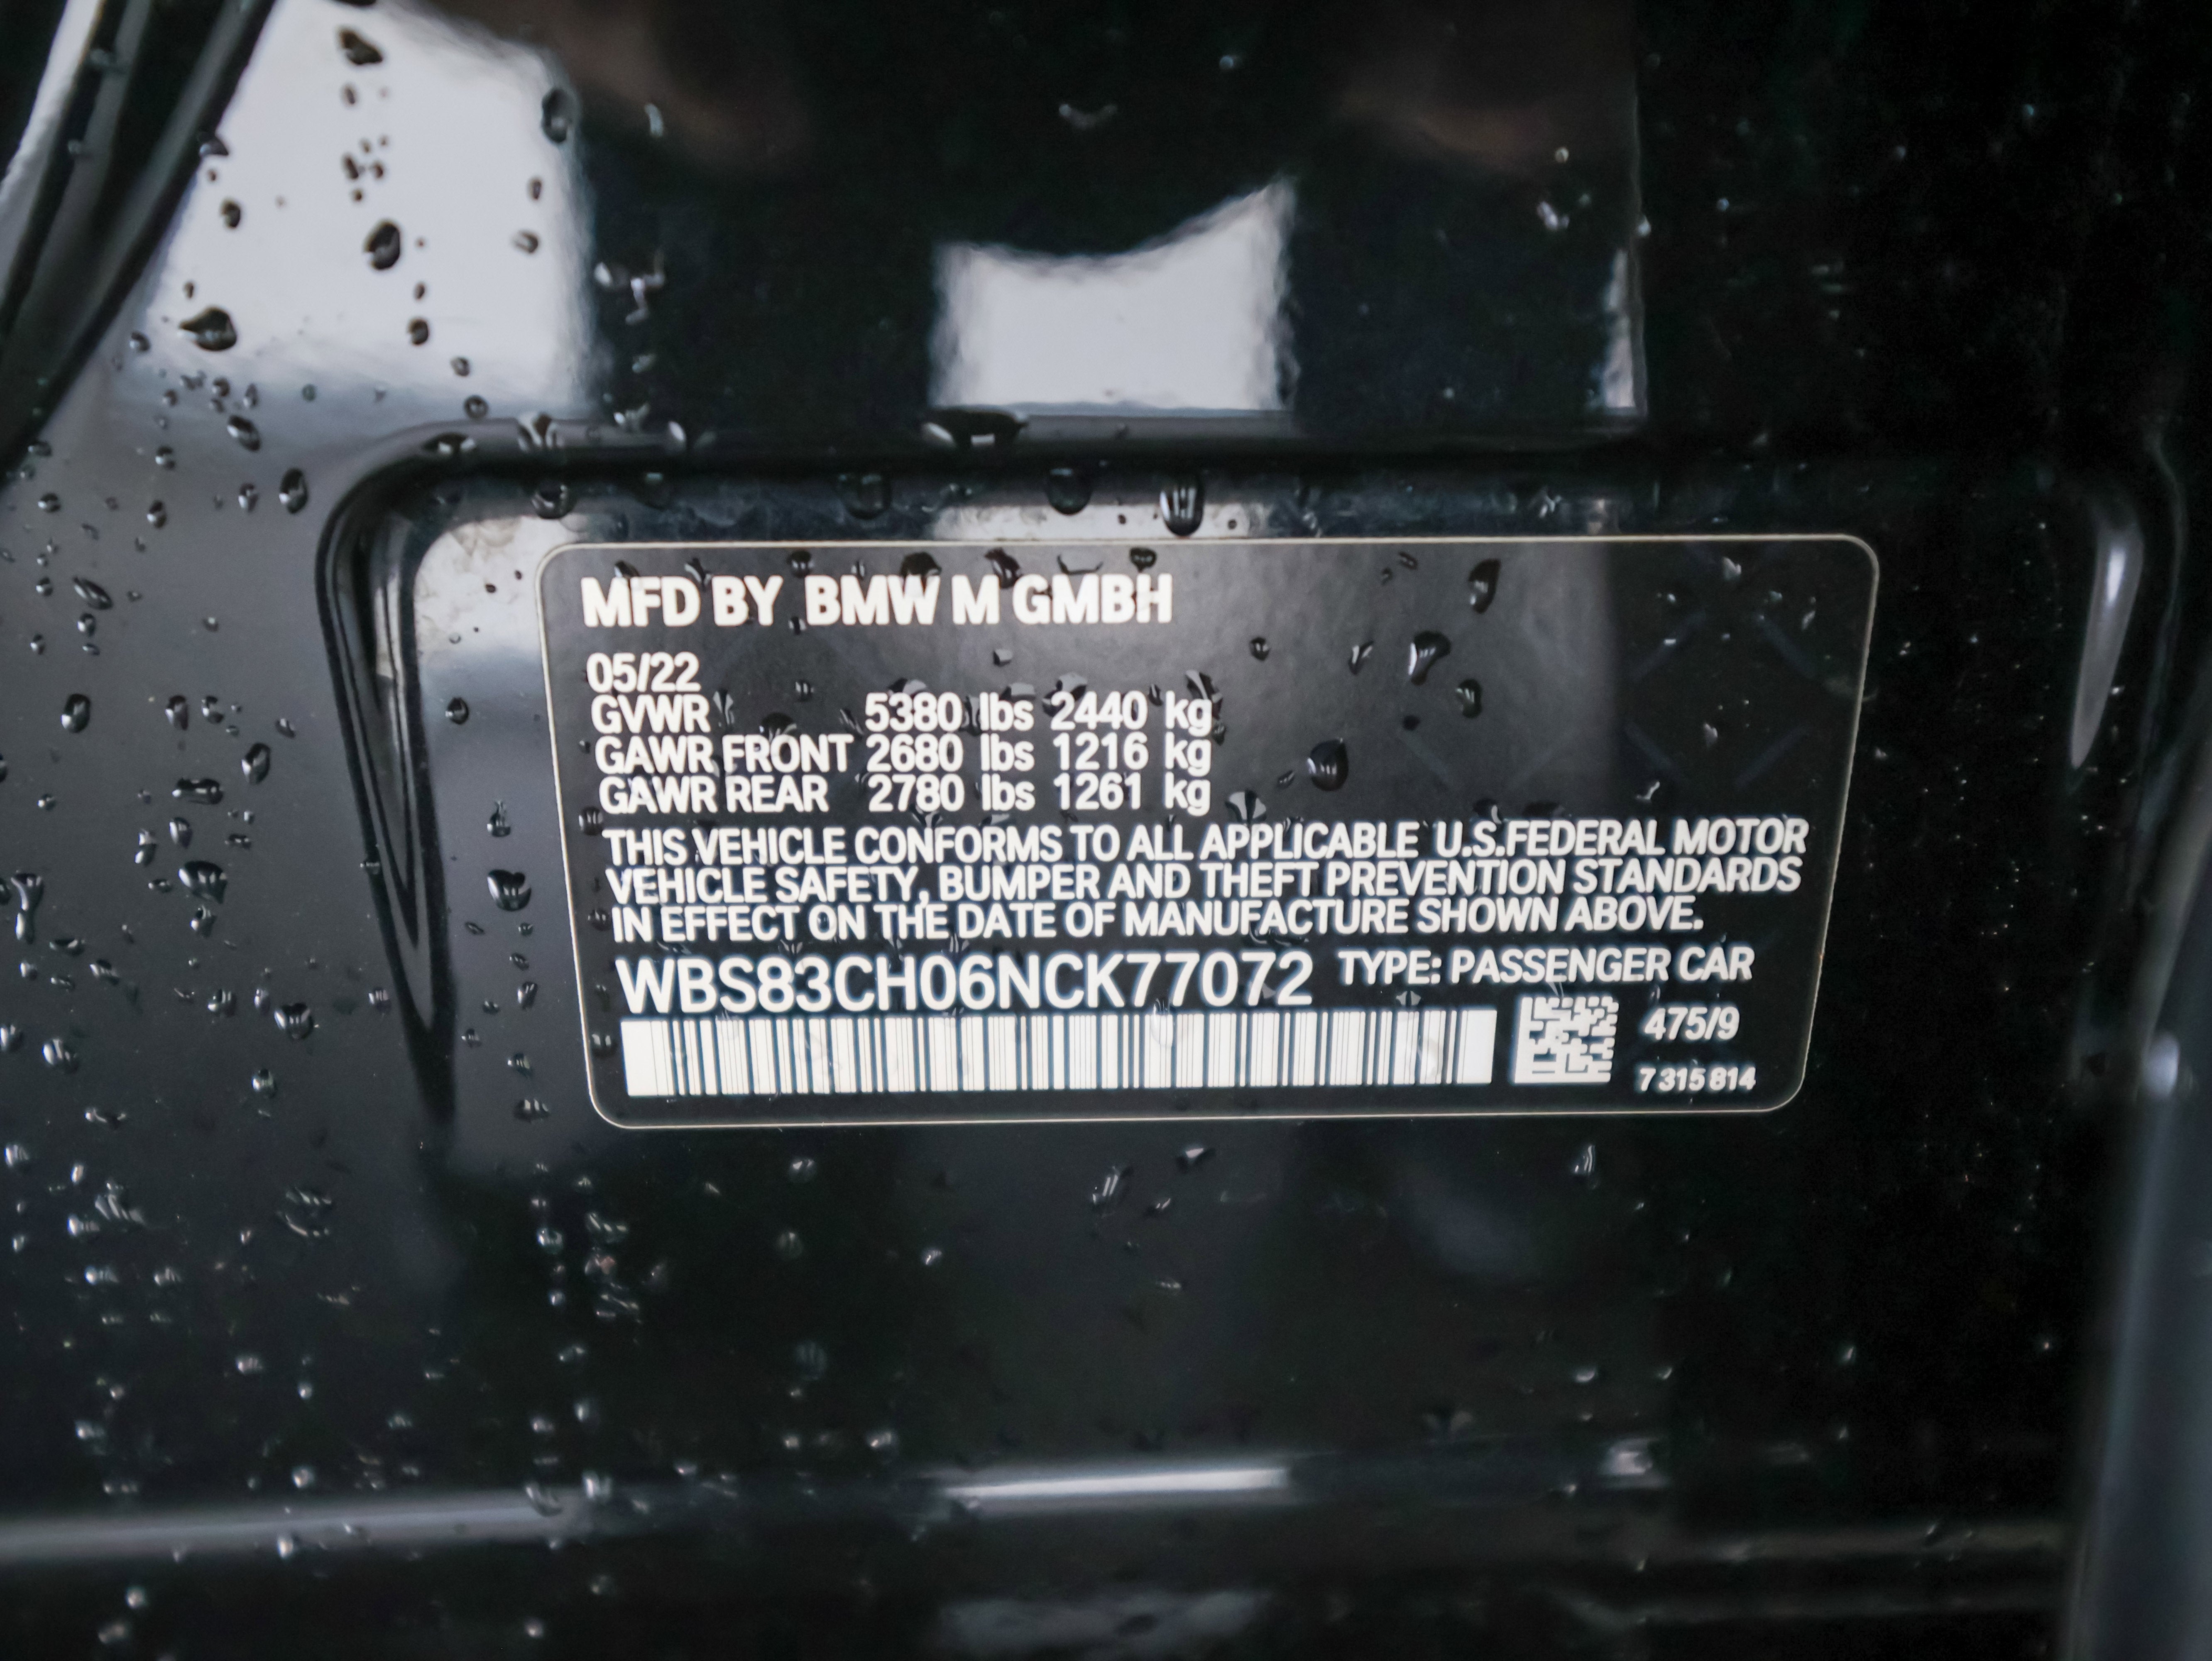 MFD BY BMW M GMBH
05/22
GVWR 5380 lbs 2440 kg
GAWR FRONT 2680 lbs 1216 kg
GAWR REAR 2780 lbs 1261 kg
THIS VEHICLE CONFORMS TO ALL APPLICABLE U.S.FEDERAL MOTOR
VEHICLE SAFETY, BUMPER AND THEFT PREVENTION STANDARDS
IN EFFECT ON THE DATE OF MANUFACTURE SHOWN ABOVE.
WBS83CH06NCK77072 TYPE: PASSENGER CAR
475/9
7 315 814